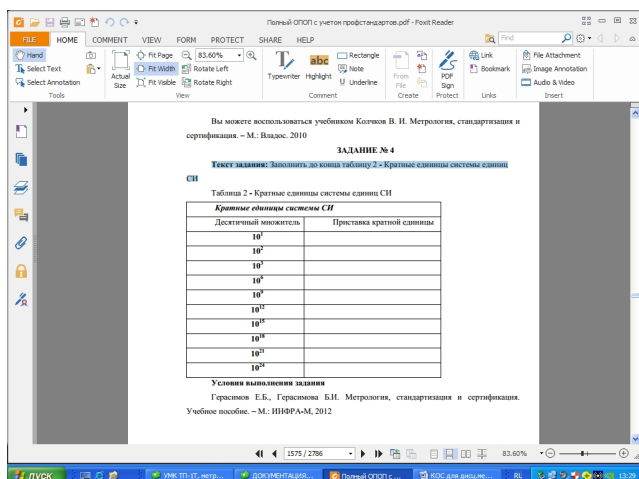 Полный ОПОП с учетом профстандартов.pdf - Foxit Reader
FILE HOME COMMENT VIEW FORM PROTECT SHARE HELP
Find
Hand
Select Text
Select Annotation
Actual Size
Fit Page
Fit Width
Fit Visible
83.60%
Rotate Left
Rotate Right
Typewriter
Highlight
Rectangle
Note
Underline
From File
PDF Sign
Link
Bookmark
File Attachment
Image Annotation
Audio & Video
Tools View Comment Create Protect Links Insert
Вы можете воспользоваться учебником Колчков В. И. Метрология, стандартизация и
сертификация. – М.: Владос. 2010
ЗАДАНИЕ № 4
Текст задания: Заполнить до конца таблицу 2 - Кратные единицы системы единиц
СИ
Таблица 2 - Кратные единицы системы единиц СИ
Кратные единицы системы СИ
Десятичный множитель Приставка кратной единицы
10¹
10²
10³
10⁶
10⁹
10¹²
10¹⁵
10¹⁸
10²¹
10²⁴
Условия выполнения задания
Герасимов Е.Б., Герасимова Б.И. Метрология, стандартизация и сертификация.
Учебное пособие. – М.: ИНФРА-М, 2012
1575 / 2786
83.60%
пуск
УМК ТП-1Т, метр...
ДОКУМЕНТАЦИЯ...
Полный ОПОП с ...
КОС для дисц.ме...
RL
13:29